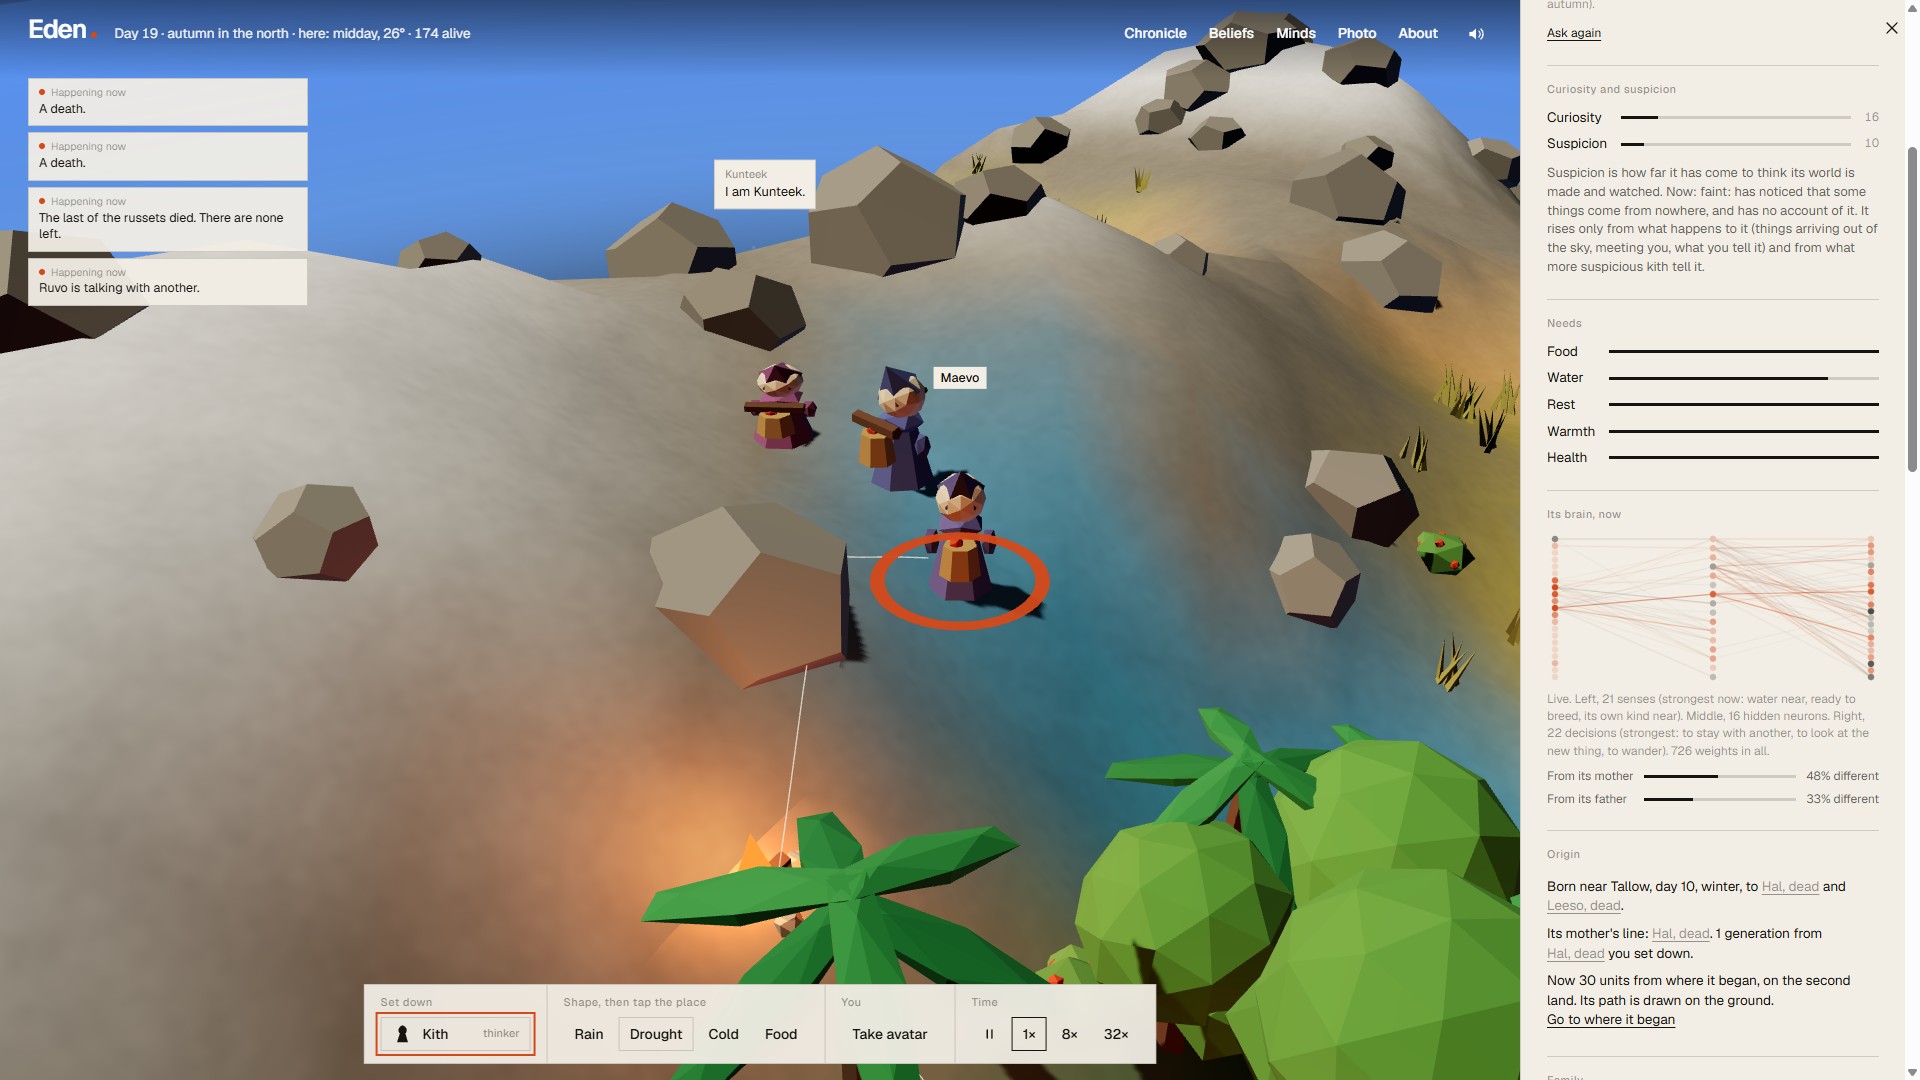 Eden.
Day 19 · autumn in the north · here: midday, 26° · 174 alive
Chronicle
Beliefs
Minds
Photo
About
Happening now
A death.
Happening now
A death.
Happening now
The last of the russets died. There are none
left.
Happening now
Ruvo is talking with another.
Kunteek
I am Kunteek.
Maevo
Set down
Kith
thinker
Shape, then tap the place
Rain
Drought
Cold
Food
You
Take avatar
Time
1×
8×
32×
autumn).
Ask again
Curiosity and suspicion
Curiosity 16
Suspicion 10
Suspicion is how far it has come to think its world is
made and watched. Now: faint: has noticed that some
things come from nowhere, and has no account of it. It
rises only from what happens to it (things arriving out of
the sky, meeting you, what you tell it) and from what
more suspicious kith tell it.
Needs
Food
Water
Rest
Warmth
Health
Its brain, now
Live. Left, 21 senses (strongest now: water near, ready to
breed, its own kind near). Middle, 16 hidden neurons. Right,
22 decisions (strongest: to stay with another, to look at the
new thing, to wander). 726 weights in all.
From its mother 48% different
From its father 33% different
Origin
Born near Tallow, day 10, winter, to Hal, dead and
Leeso, dead.
Its mother's line: Hal, dead. 1 generation from
Hal, dead you set down.
Now 30 units from where it began, on the second
land. Its path is drawn on the ground.
Go to where it began
Family